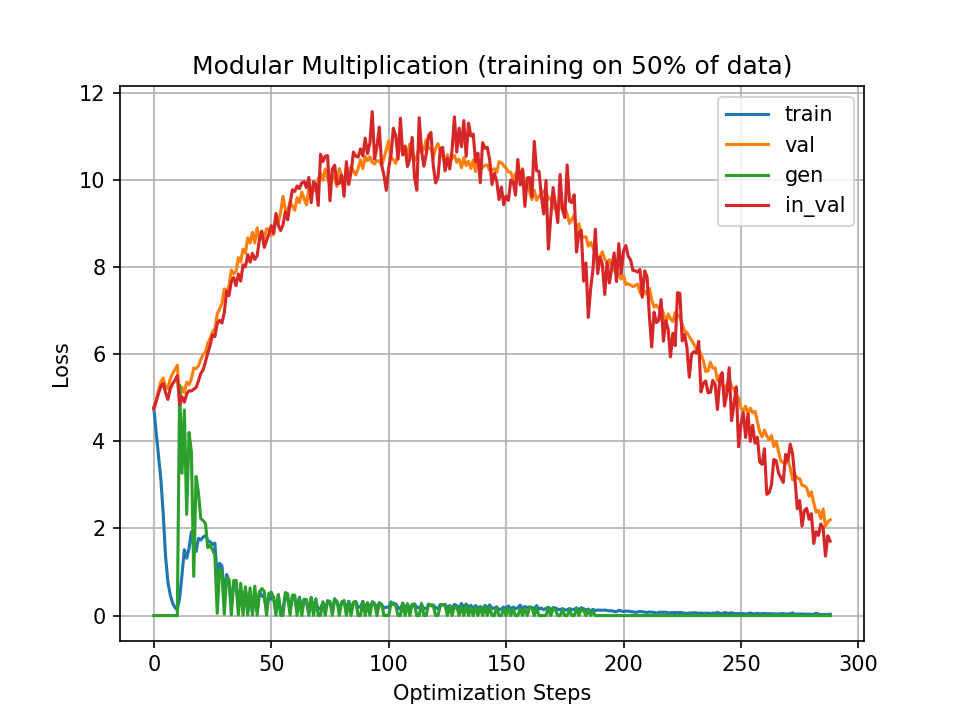 Modular Multiplication (training on 50% of data)
12
10
8
6
4
2
0
Loss
train
val
gen
in_val
0
50
100
150
200
250
300
Optimization Steps